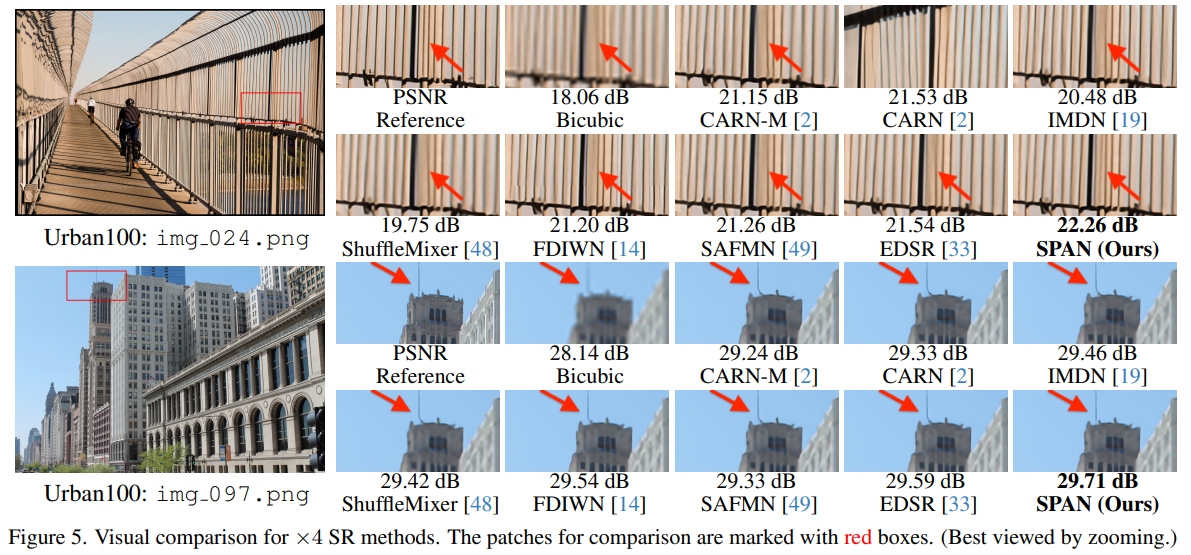 PSNR 18.06 dB 21.15 dB 21.53 dB 20.48 dB
Reference Bicubic CARN-M [2] CARN [2] IMDN [19]
19.75 dB 21.20 dB 21.26 dB 21.54 dB 22.26 dB
ShuffleMixer [48] FDIWN [14] SAFMN [49] EDSR [33] SPAN (Ours)
Urban100: img_024.png
PSNR 28.14 dB 29.24 dB 29.33 dB 29.46 dB
Reference Bicubic CARN-M [2] CARN [2] IMDN [19]
29.42 dB 29.54 dB 29.33 dB 29.59 dB 29.71 dB
ShuffleMixer [48] FDIWN [14] SAFMN [49] EDSR [33] SPAN (Ours)
Urban100: img_097.png
Figure 5. Visual comparison for ×4 SR methods. The patches for comparison are marked with red boxes. (Best viewed by zooming.)